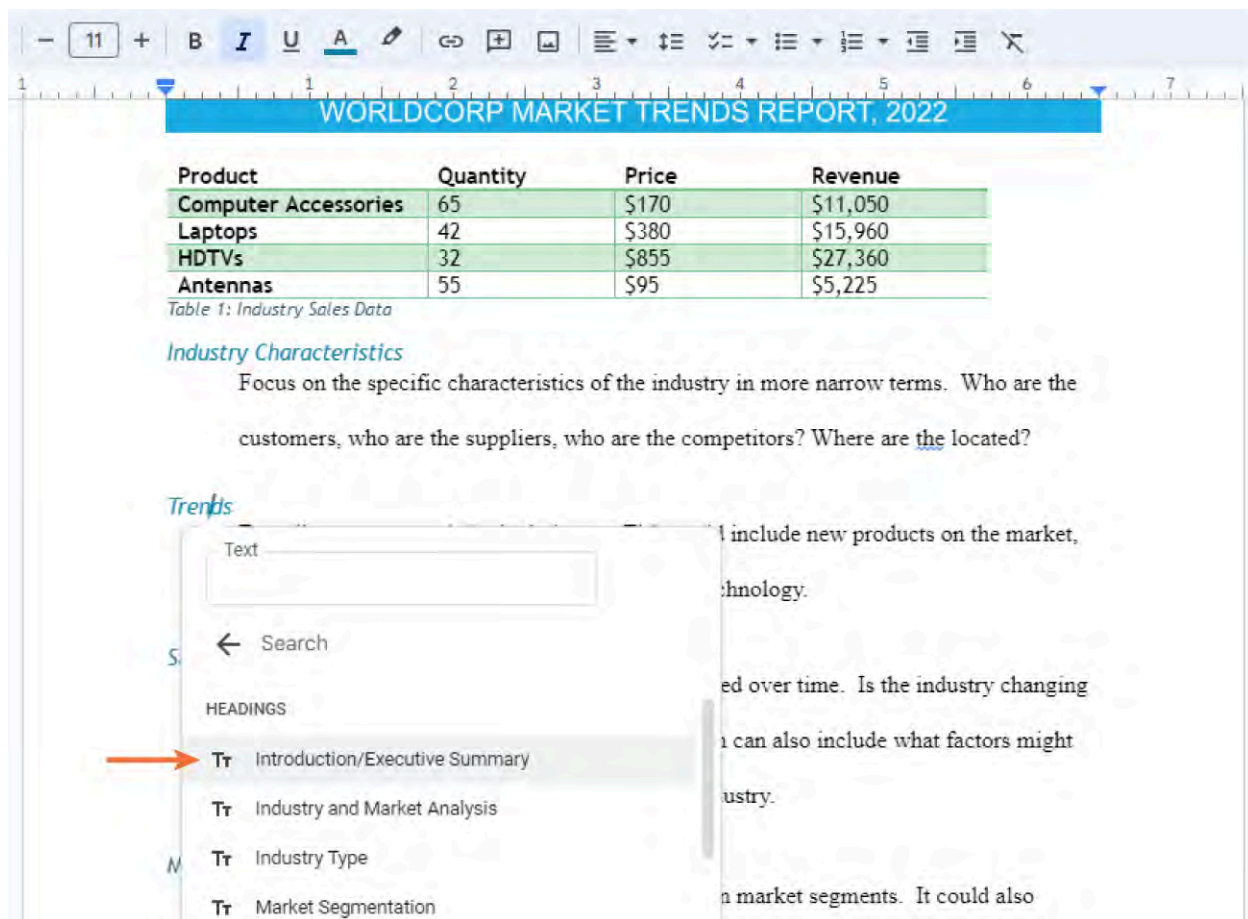 11 B I U A
1 1 2 3 4 5 6 7
WORLDCORP MARKET TRENDS REPORT, 2022
Product Quantity Price Revenue
Computer Accessories 65 $170 $11,050
Laptops 42 $380 $15,960
HDTVs 32 $855 $27,360
Antennas 55 $95 $5,225
Table 1: Industry Sales Data
Industry Characteristics
Focus on the specific characteristics of the industry in more narrow terms. Who are the
customers, who are the suppliers, who are the competitors? Where are the located?
Trends
include new products on the market,
Text
Search
ed over time. Is the industry changing
HEADINGS
can also include what factors might
Tт Introduction/Executive Summary
ustry.
Tт Industry and Market Analysis
Tт Industry Type
M
Tт Market Segmentation
market segments. It could also